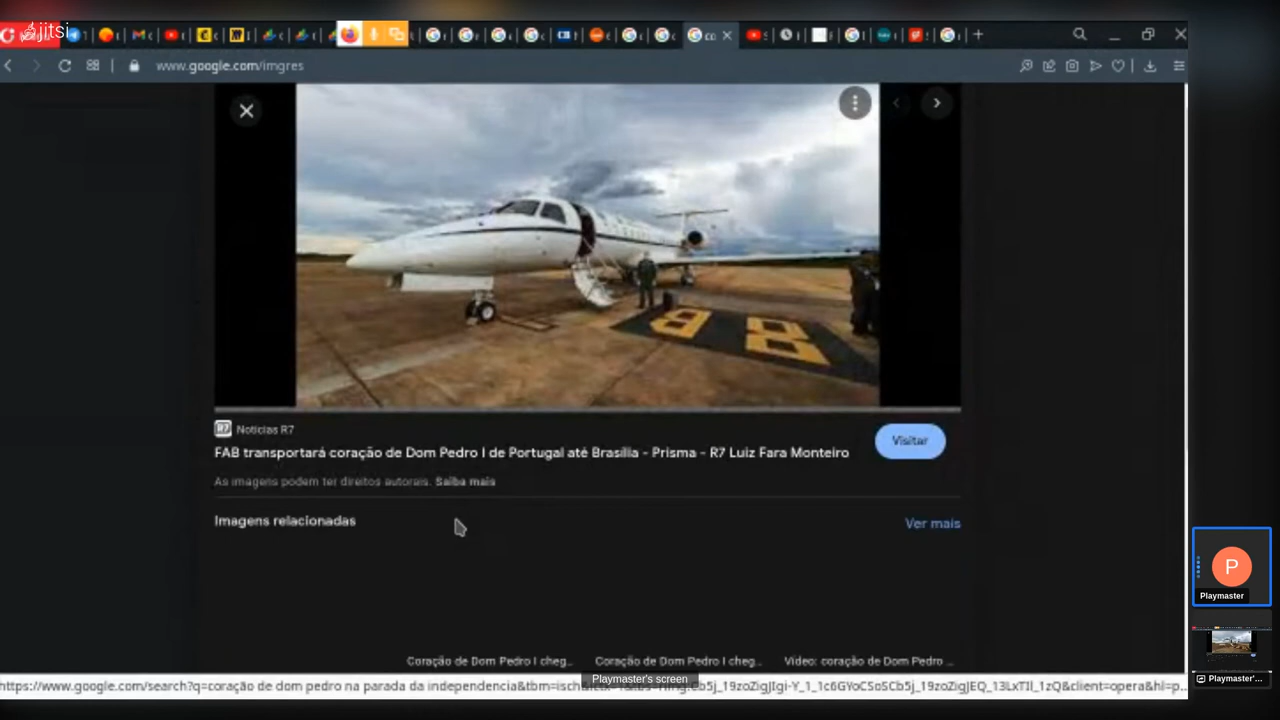 jitsi
www.google.com/imgres
R7 Notícias R7
FAB transportará coração de Dom Pedro I de Portugal até Brasília - Prisma - R7 Luiz Fara Monteiro
Visitar
As imagens podem ter direitos autorais. Saiba mais
Imagens relacionadas
Ver mais
Coração de Dom Pedro I cheg...
Coração de Dom Pedro I cheg...
Vídeo: coração de Dom Pedro ...
Playmaster's screen
P
Playmaster
Playmaster'...